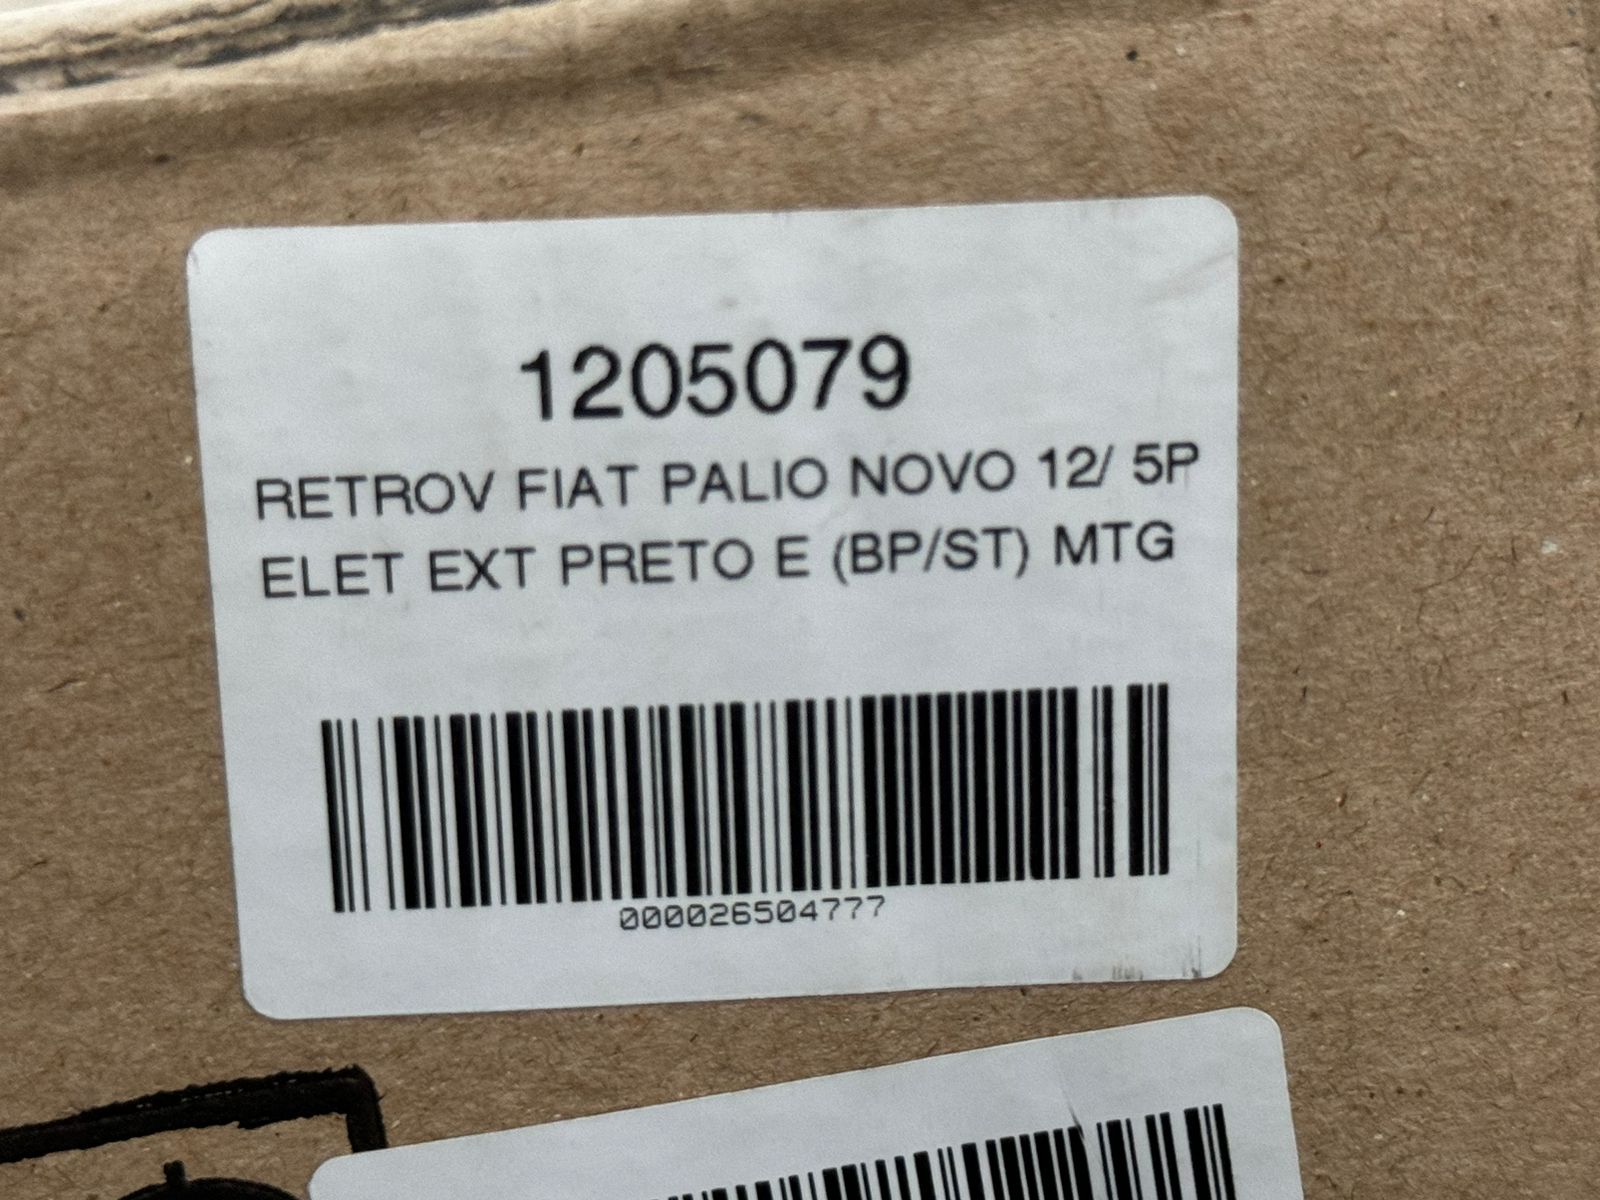 1205079
RETROV FIAT PALIO NOVO 12/ 5P
ELET EXT PRETO E (BP/ST) MTG
000026504777